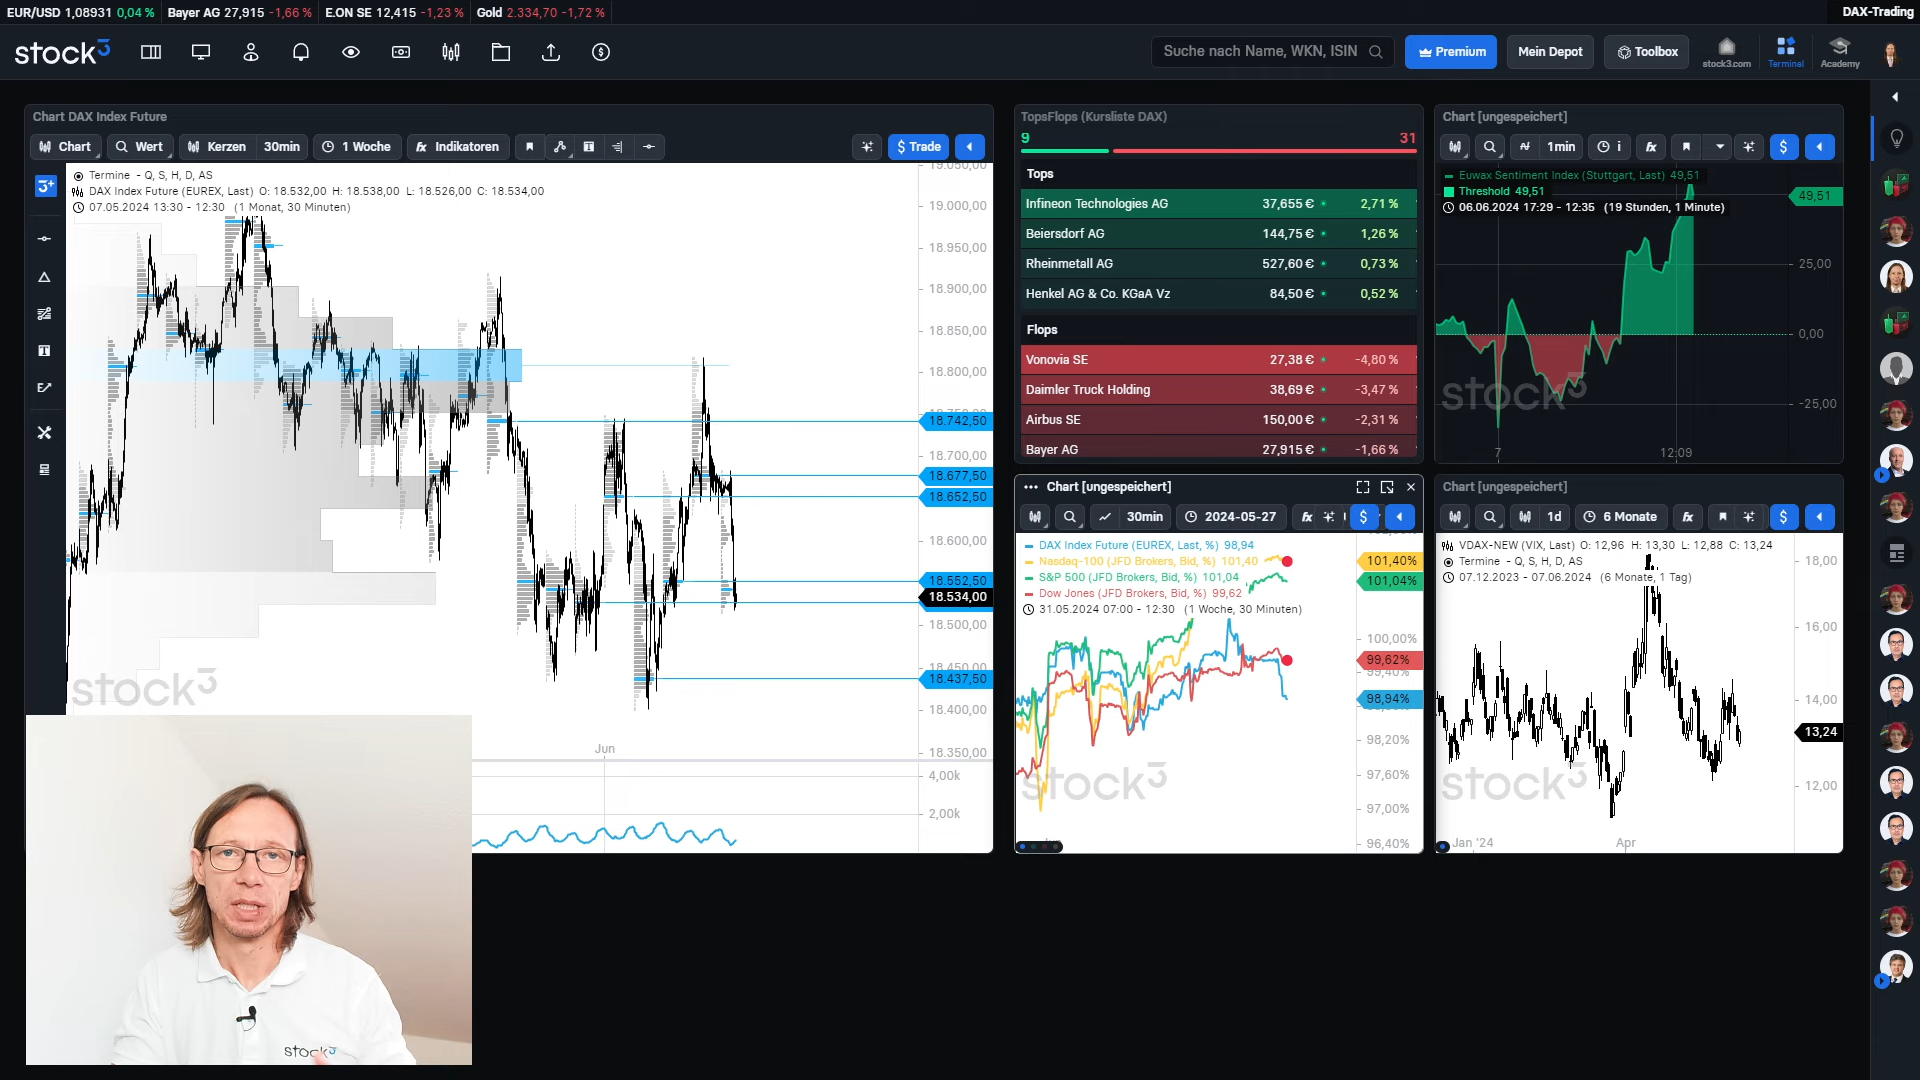 EUR/USD 1,08931 0,04 % Bayer AG 27,915 -1,66 % E.ON SE 12,415 -1,23 % Gold 2.334,70 -1,72 % DAX-Trading
stock3 Suche nach Name, WKN, ISIN Premium Mein Depot Toolbox stock3.com Terminal Academy
Chart DAX Index Future
Chart Wert Kerzen 30min 1 Woche fx Indikatoren $ Trade
3+
Termine - Q, S, H, D, AS
DAX Index Future (EUREX, Last) O: 18.532,00 H: 18.538,00 L: 18.526,00 C: 18.534,00
07.05.2024 13:30 - 12:30 (1 Monat, 30 Minuten)
19.050,00
19.000,00
18.950,00
18.900,00
18.850,00
18.800,00
18.742,50
18.700,00
18.677,50
18.652,50
18.600,00
18.552,50
18.534,00
18.500,00
18.450,00
18.437,50
18.400,00
18.350,00
stock3
Jun
4,00k
2,00k
stock3
TopsFlops (Kursliste DAX)
9 31
Tops
Infineon Technologies AG 37,655 € 2,71 %
Beiersdorf AG 144,75 € 1,26 %
Rheinmetall AG 527,60 € 0,73 %
Henkel AG & Co. KGaA Vz 84,50 € 0,52 %
Flops
Vonovia SE 27,38 € -4,80 %
Daimler Truck Holding 38,69 € -3,47 %
Airbus SE 150,00 € -2,31 %
Bayer AG 27,915 € -1,66 %
Chart [ungespeichert]
1min i fx $
Euwax Sentiment Index (Stuttgart, Last) 49,51
Threshold 49,51
06.06.2024 17:29 - 12:35 (19 Stunden, 1 Minute)
49,51
25,00
0,00
-25,00
stock3
7 12:09
Chart [ungespeichert]
30min 2024-05-27 fx $
DAX Index Future (EUREX, Last, %) 98,94
Nasdaq-100 (JFD Brokers, Bid, %) 101,40
S&P 500 (JFD Brokers, Bid, %) 101,04
Dow Jones (JFD Brokers, Bid, %) 99,62
31.05.2024 07:00 - 12:30 (1 Woche, 30 Minuten)
101,40%
101,04%
100,00%
99,62%
99,40%
98,94%
98,20%
97,60%
97,00%
96,40%
stock3
Chart [ungespeichert]
1d 6 Monate fx $
VDAX-NEW (VIX, Last) O: 12,96 H: 13,30 L: 12,88 C: 13,24
Termine - Q, S, H, D, AS
07.12.2023 - 07.06.2024 (6 Monate, 1 Tag)
18,00
16,00
14,00
13,24
12,00
stock3
Jan '24 Apr